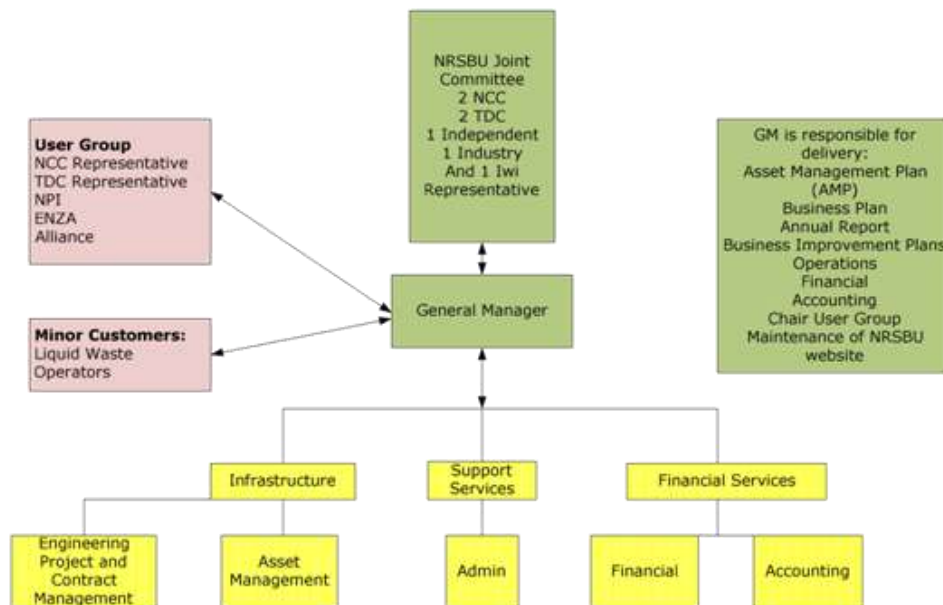 NRSBU Joint
Committee
2 NCC
2 TDC
1 Independent
1 Industry
And 1 Iwi
Representative
User Group
NCC Representative
TDC Representative
NPI
ENZA
Alliance
GM is responsible for
delivery:
Asset Management Plan
(AMP)
Business Plan
Annual Report
Business Improvement Plans
Operations
Financial
Accounting
Chair User Group
Maintenance of NRSBU
website
General Manager
Minor Customers:
Liquid Waste
Operators
Infrastructure
Support
Services
Financial Services
Engineering
Project and
Contract
Management
Asset
Management
Admin
Financial
Accounting